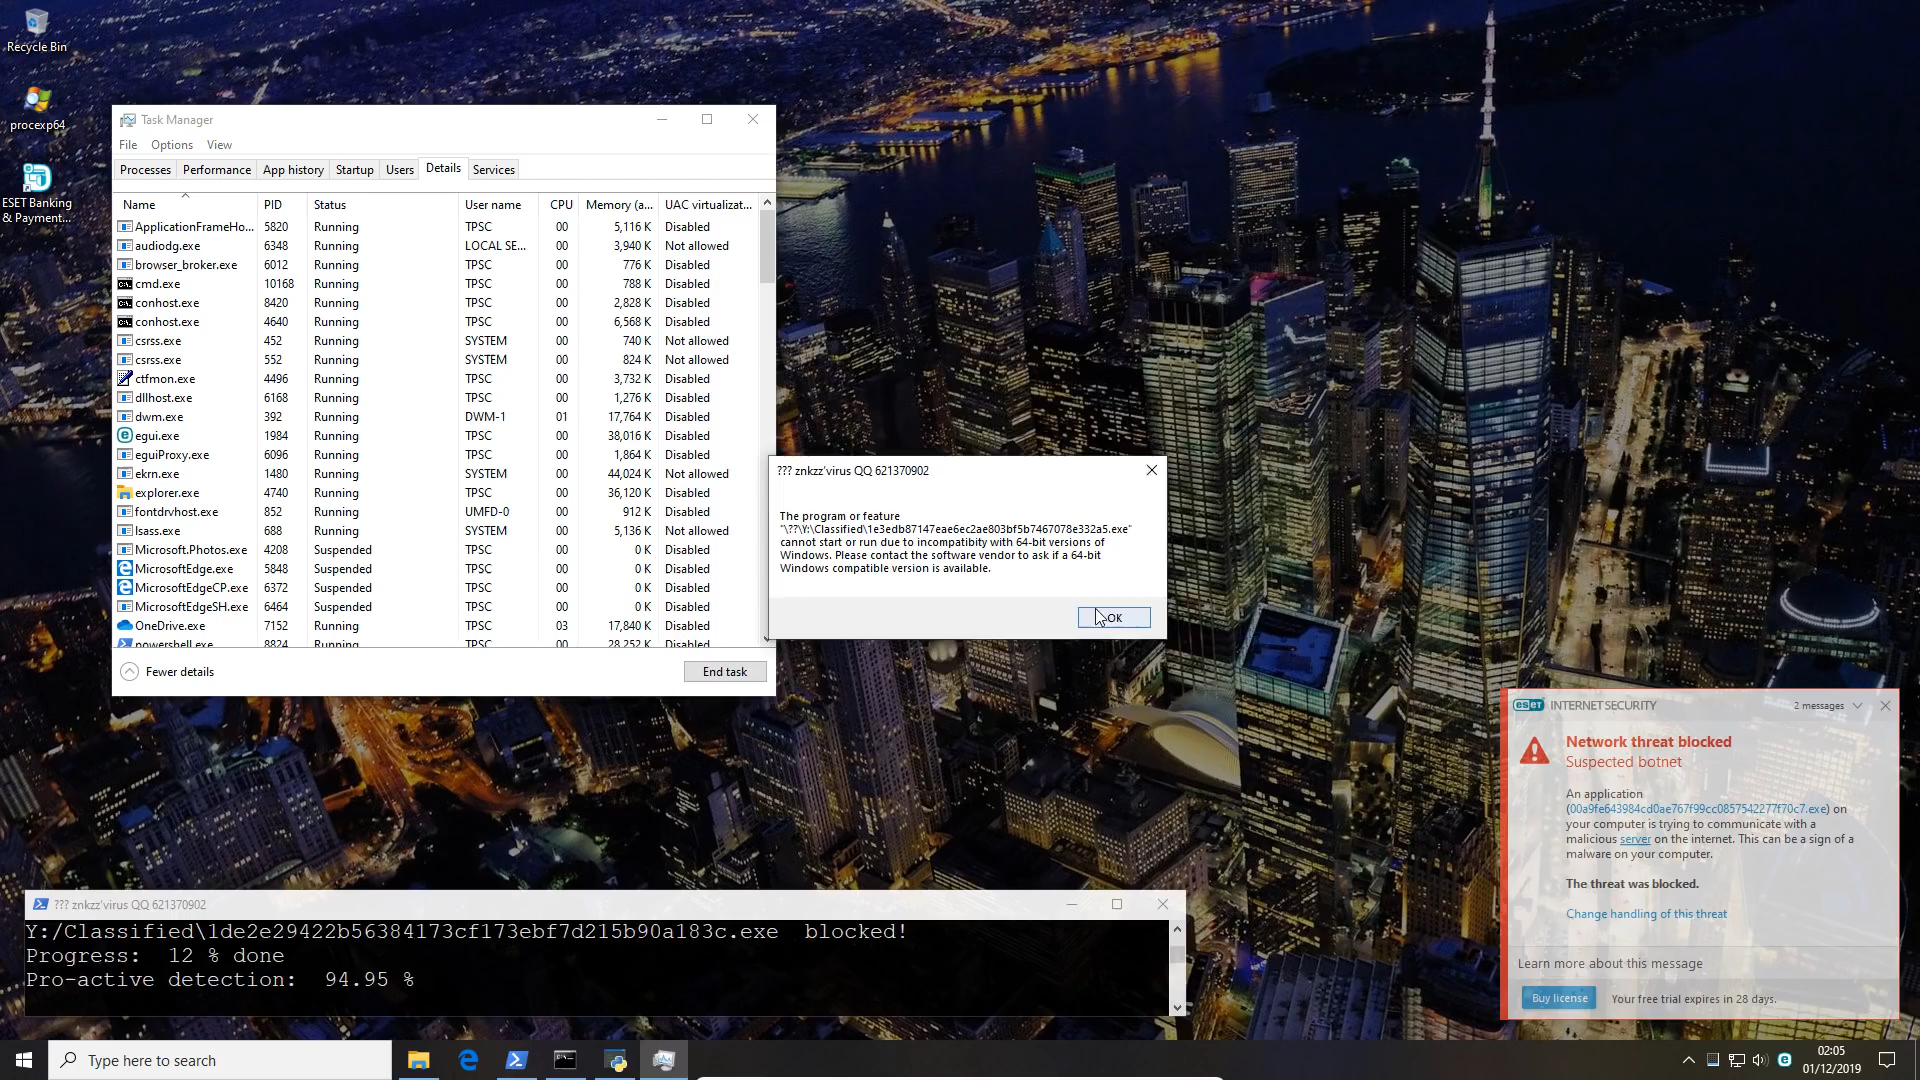 Recycle Bin
procexp64
ESET Banking
& Payment...
Task Manager
File Options View
Processes Performance App history Startup Users Details Services
Name PID Status User name CPU Memory (a... UAC virtualizat...
ApplicationFrameHo... 5820 Running TPSC 00 5,116 K Disabled
audiodg.exe 6348 Running LOCAL SE... 00 3,940 K Not allowed
browser_broker.exe 6012 Running TPSC 00 776 K Disabled
cmd.exe 10168 Running TPSC 00 788 K Disabled
conhost.exe 8420 Running TPSC 00 2,828 K Disabled
conhost.exe 4640 Running TPSC 00 6,568 K Disabled
csrss.exe 452 Running SYSTEM 00 740 K Not allowed
csrss.exe 552 Running SYSTEM 00 824 K Not allowed
ctfmon.exe 4496 Running TPSC 00 3,732 K Disabled
dllhost.exe 6168 Running TPSC 00 1,276 K Disabled
dwm.exe 392 Running DWM-1 01 17,764 K Disabled
egui.exe 1984 Running TPSC 00 38,016 K Disabled
eguiProxy.exe 6096 Running TPSC 00 1,864 K Disabled
ekrn.exe 1480 Running SYSTEM 00 44,024 K Not allowed
explorer.exe 4740 Running TPSC 00 36,120 K Disabled
fontdrvhost.exe 852 Running UMFD-0 00 912 K Disabled
lsass.exe 688 Running SYSTEM 00 5,136 K Not allowed
Microsoft.Photos.exe 4208 Suspended TPSC 00 0 K Disabled
MicrosoftEdge.exe 5848 Suspended TPSC 00 0 K Disabled
MicrosoftEdgeCP.exe 6372 Suspended TPSC 00 0 K Disabled
MicrosoftEdgeSH.exe 6464 Suspended TPSC 00 0 K Disabled
OneDrive.exe 7152 Running TPSC 03 17,840 K Disabled
powershell.exe 8824 Running TPSC 00 28,252 K Disabled
Fewer details
End task
??? znkzz'virus QQ 621370902
The program or feature
"\??\Y:\Classified\1e3edb87147eae6ec2ae803bf5b7467078e332a5.exe"
cannot start or run due to incompatibity with 64-bit versions of
Windows. Please contact the software vendor to ask if a 64-bit
Windows compatible version is available.
OK
eset INTERNET SECURITY 2 messages
Network threat blocked
Suspected botnet
An application
(00a9fe643984cd0ae767f99cc0857542277f70c7.exe) on
your computer is trying to communicate with a
malicious server on the internet. This can be a sign of a
malware on your computer.
The threat was blocked.
Change handling of this threat
Learn more about this message
Buy license Your free trial expires in 28 days.
??? znkzz'virus QQ 621370902
Y:/Classified\1de2e29422b56384173cf173ebf7d215b90a183c.exe blocked!
Progress: 12 % done
Pro-active detection: 94.95 %
Type here to search
02:05
01/12/2019